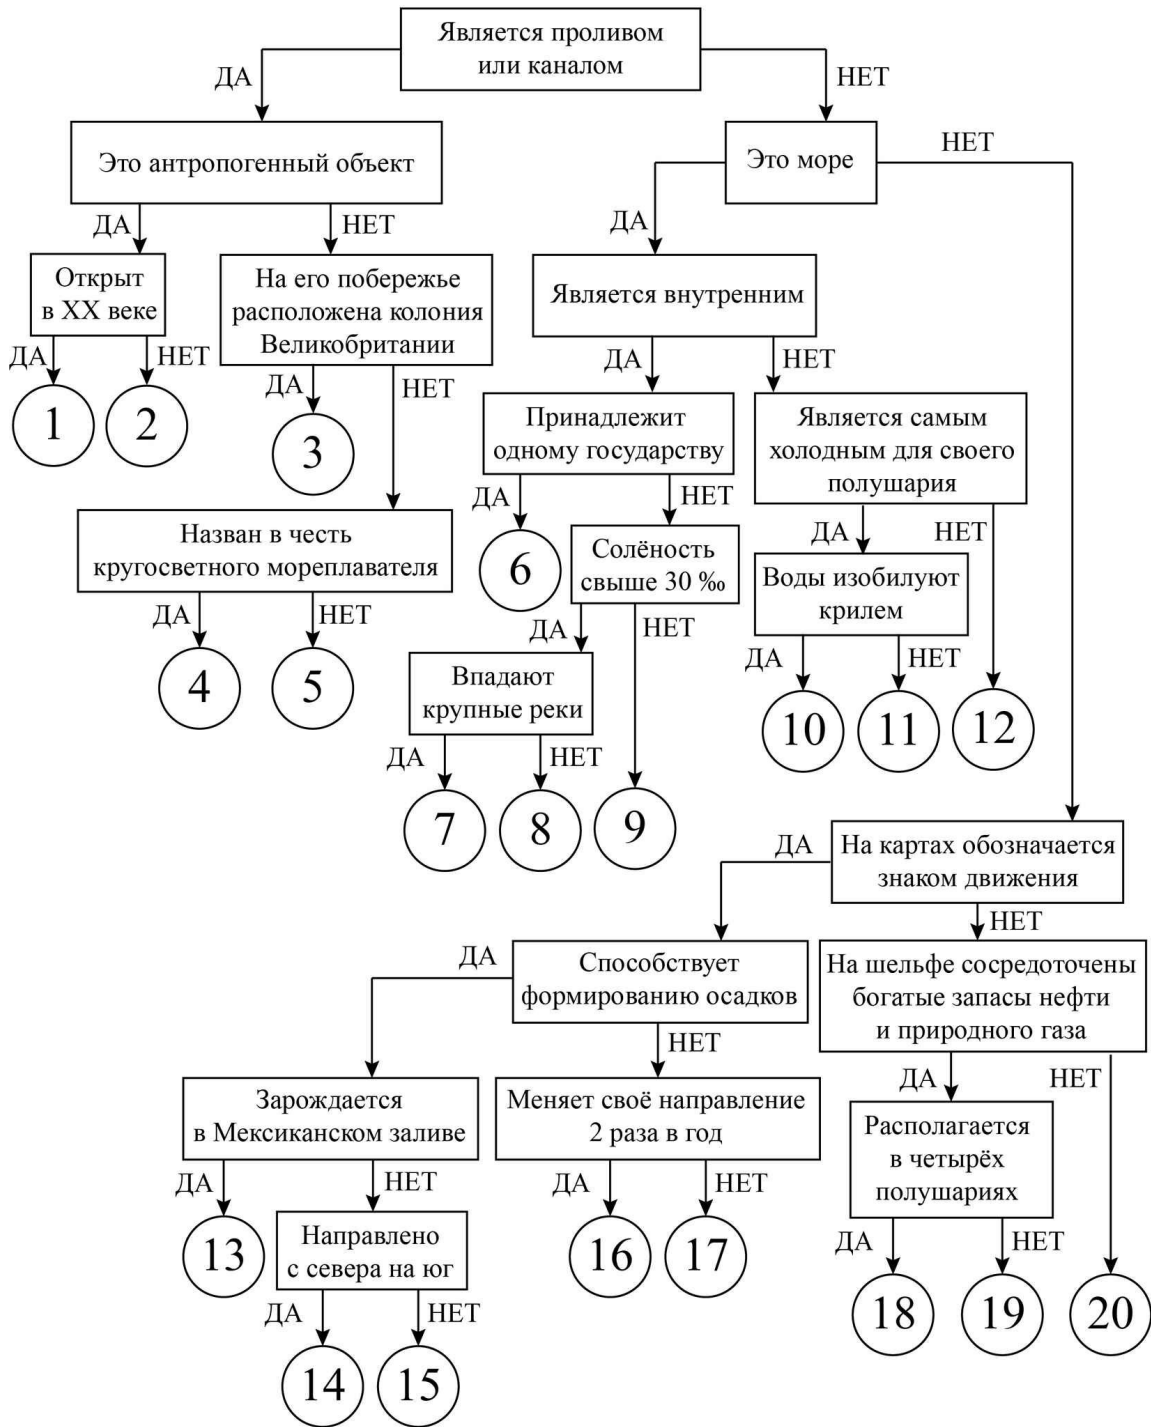 Является проливом
или каналом
ДА
НЕТ
Это антропогенный объект
Это море
НЕТ
ДА
НЕТ
ДА
Открыт
в XX веке
На его побережье
расположена колония
Великобритании
Является внутренним
ДА
НЕТ
ДА
НЕТ
ДА
НЕТ
1
2
3
Принадлежит
одному государству
Является самым
холодным для своего
полушария
ДА
НЕТ
ДА
НЕТ
Назван в честь
кругосветного мореплавателя
6
Солёность
свыше 30 ‰
Воды изобилуют
крилем
ДА
НЕТ
ДА
НЕТ
ДА
НЕТ
4
5
Впадают
крупные реки
10
11
12
ДА
НЕТ
7
8
9
ДА
На картах обозначается
знаком движения
НЕТ
ДА
Способствует
формированию осадков
На шельфе сосредоточены
богатые запасы нефти
и природного газа
НЕТ
ДА
НЕТ
Зарождается
в Мексиканском заливе
Меняет своё направление
2 раза в год
Располагается
в четырёх
полушариях
ДА
НЕТ
ДА
НЕТ
13
Направлено
с севера на юг
16
17
ДА
НЕТ
18
19
20
ДА
НЕТ
14
15